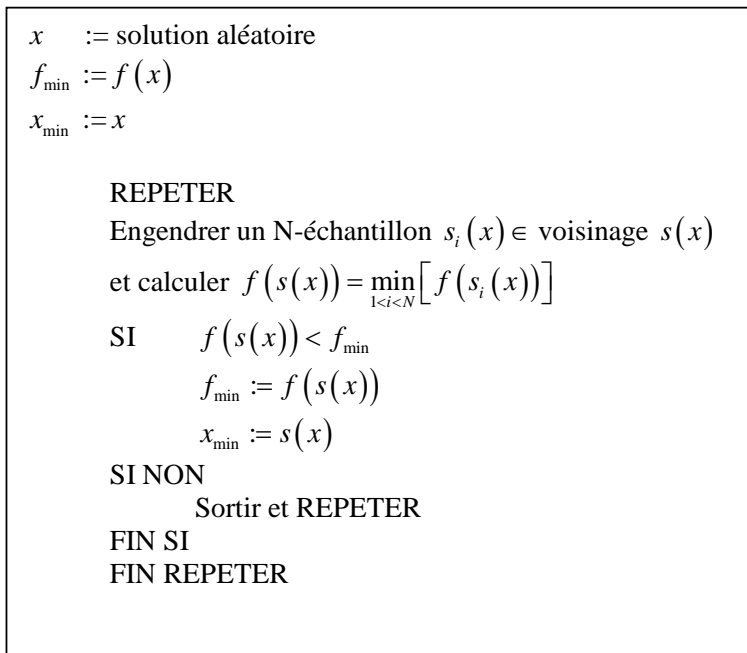 x := solution aléatoire
f_min := f(x)
x_min := x
REPETER
Engendrer un N-échantillon s_i(x) ∈ voisinage s(x)
et calculer f(s(x)) = min_{1<i<N}[f(s_i(x))]
SI f(s(x)) < f_min
f_min := f(s(x))
x_min := s(x)
SI NON
Sortir et REPETER
FIN SI
FIN REPETER